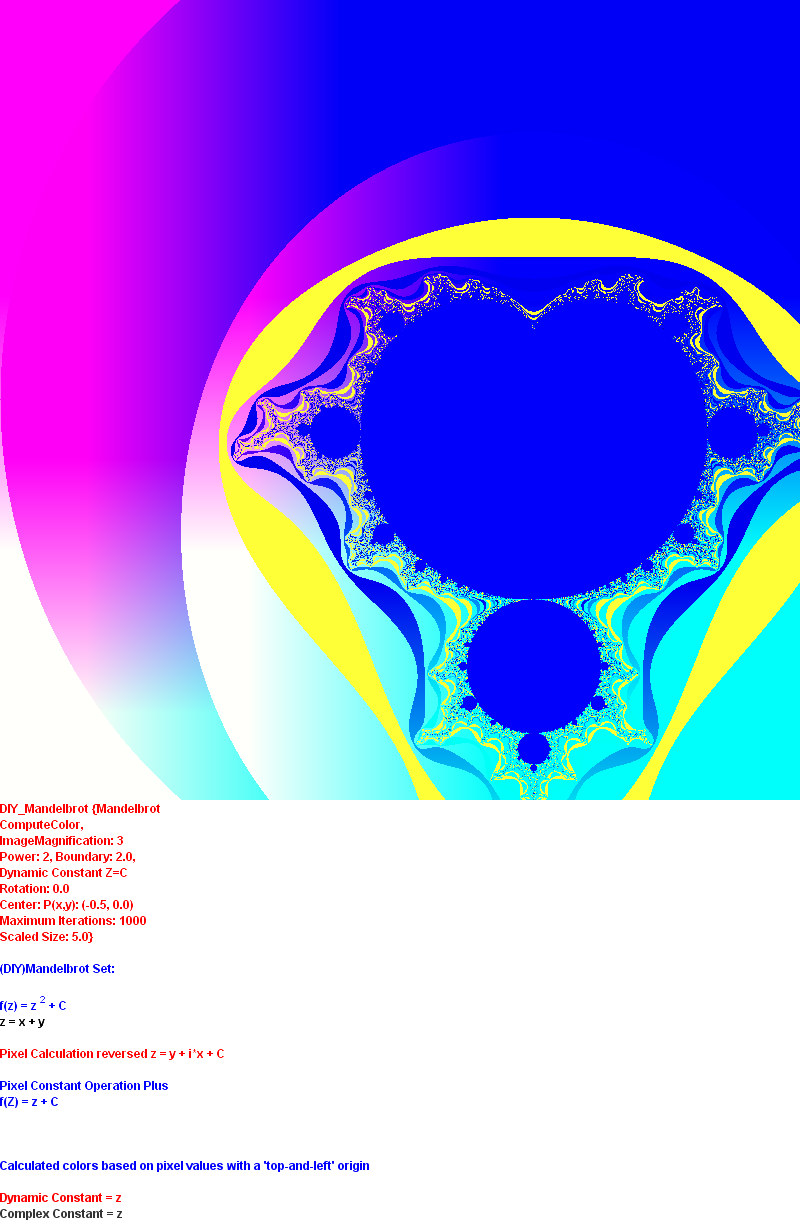 DIY_Mandelbrot {Mandelbrot
ComputeColor,
ImageMagnification: 3
Power: 2, Boundary: 2.0,
Dynamic Constant Z=C
Rotation: 0.0
Center: P(x,y): (-0.5, 0.0)
Maximum Iterations: 1000
Scaled Size: 5.0}
(DIY)Mandelbrot Set:
f(z) = z 2 + C
z = x + y
Pixel Calculation reversed z = y + i*x + C
Pixel Constant Operation Plus
f(Z) = z + C
Calculated colors based on pixel values with a 'top-and-left' origin
Dynamic Constant = z
Complex Constant = z